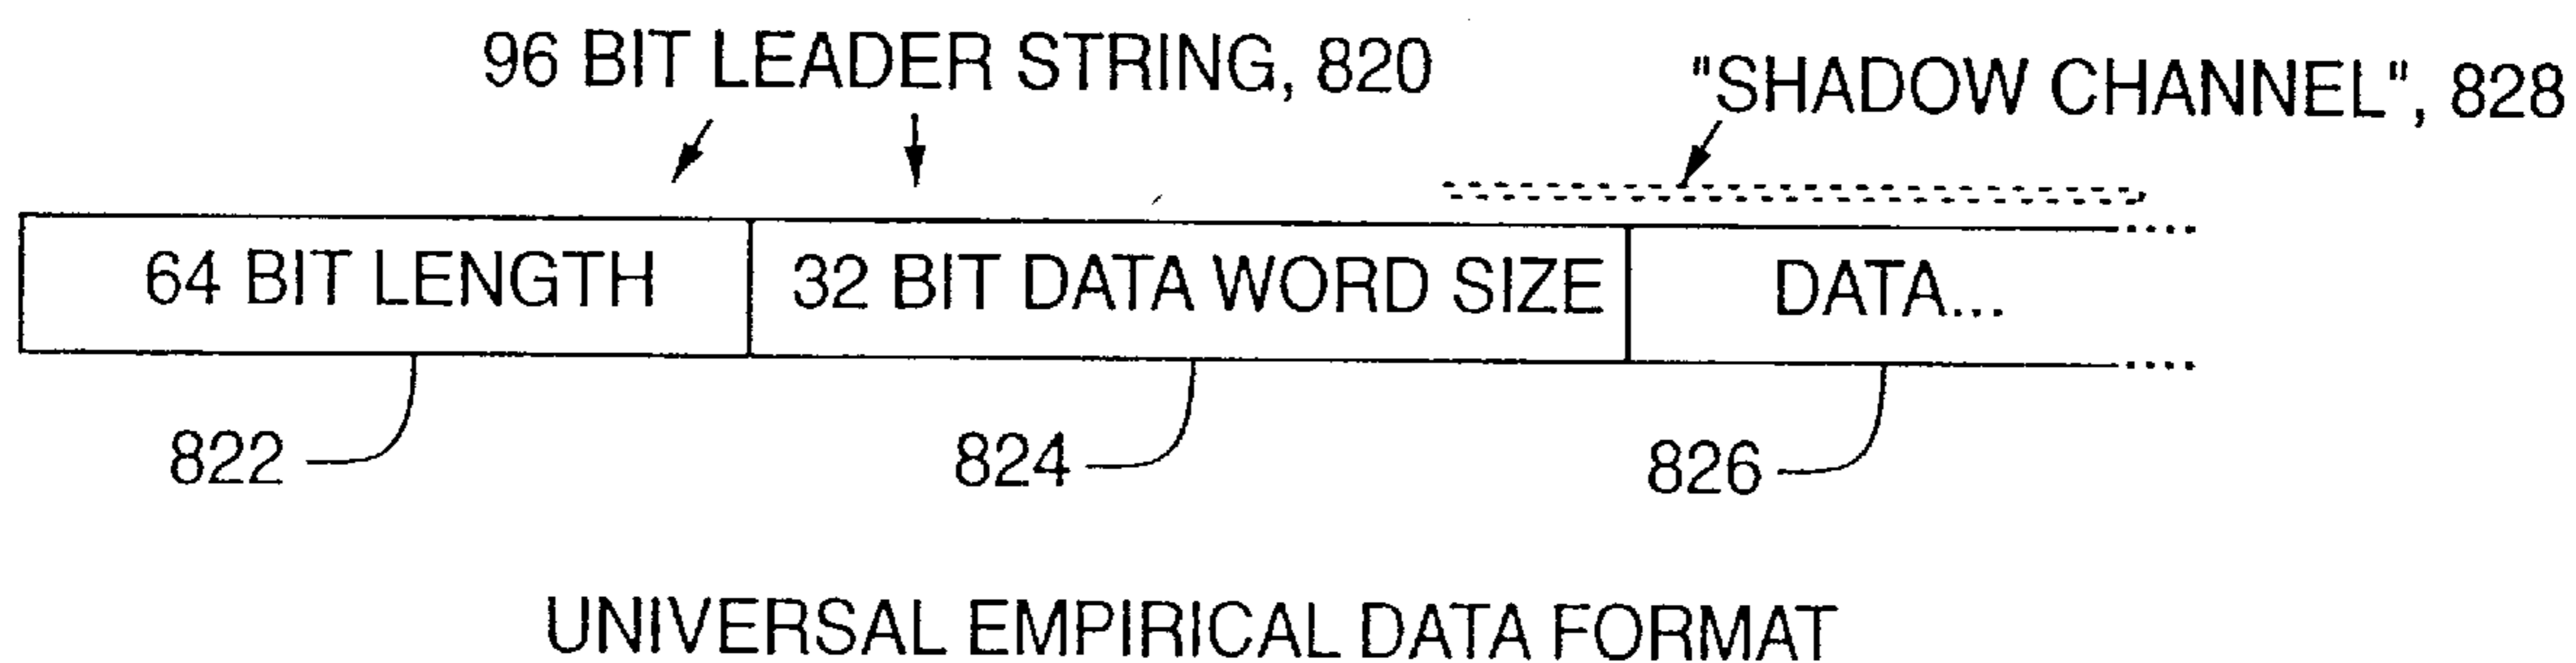 96 BIT LEADER STRING, 820
"SHADOW CHANNEL", 828
64 BIT LENGTH
32 BIT DATA WORD SIZE
DATA...
822
824
826
UNIVERSAL EMPIRICAL DATA FORMAT